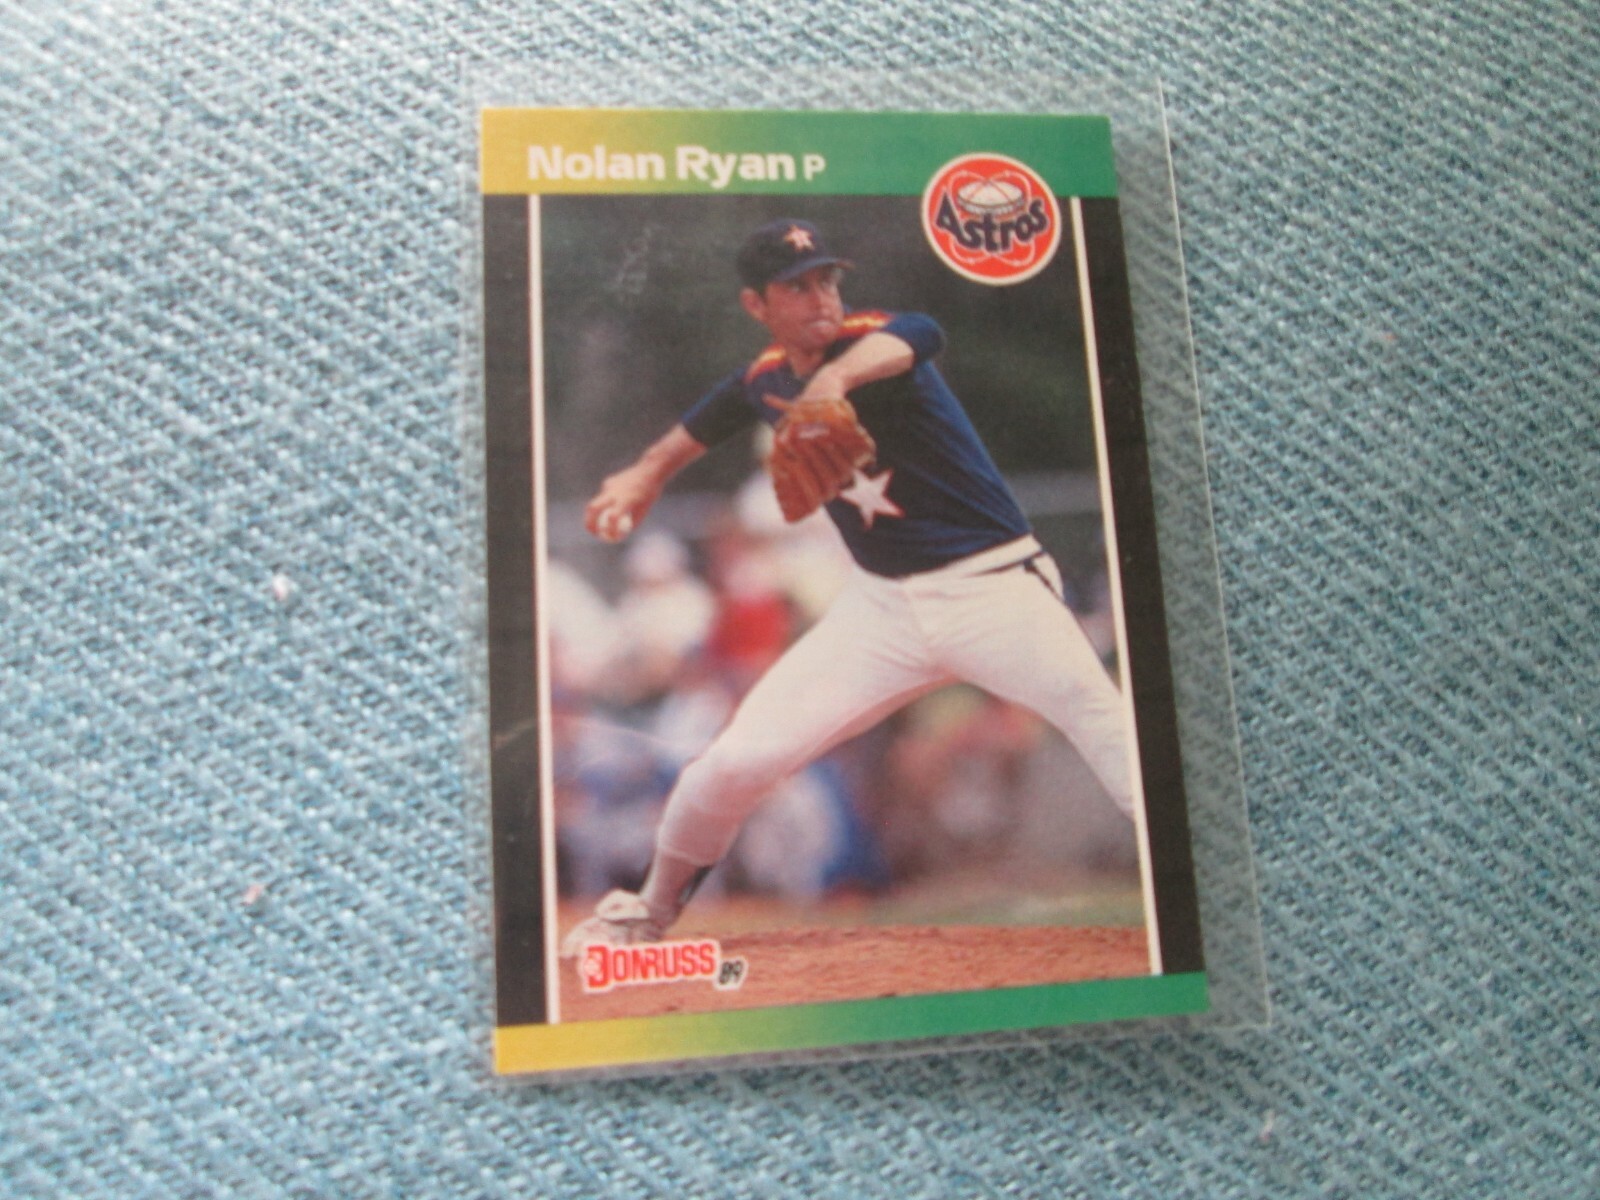 Nolan Ryan P
Astros
DONRUSS 89